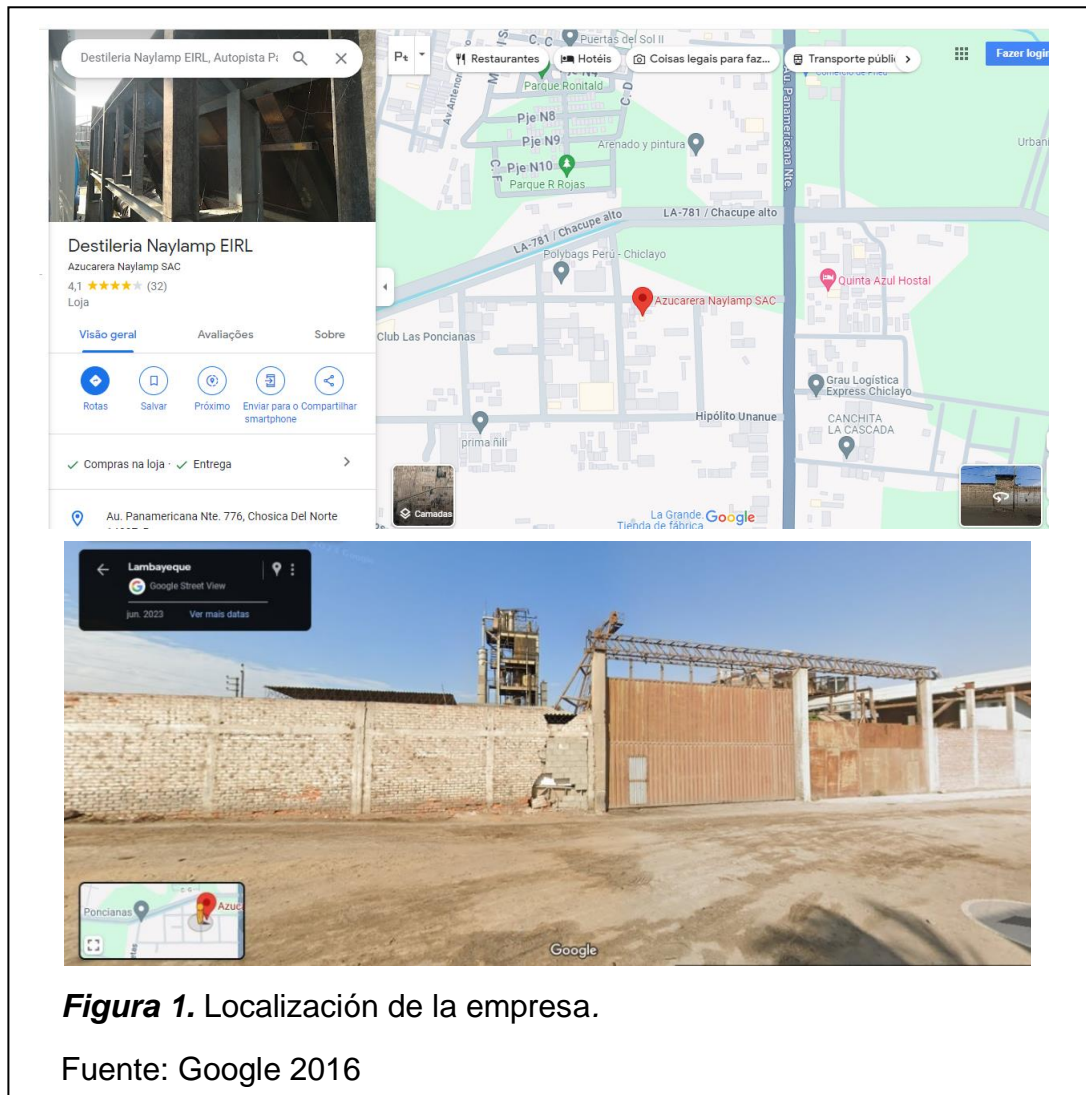 Destileria Naylamp EIRL, Autopista Pa
Destileria Naylamp EIRL
Azucarera Naylamp SAC
4,1 ★★★★★ (32)
Loja
Visão geral Avaliações Sobre
Rotas Salvar Próximo Enviar para o smartphone Compartilhar
✓ Compras na loja · ✓ Entrega
Au. Panamericana Nte. 776, Chosica Del Norte
Restaurantes Hotéis Coisas legais para faz... Transporte públic
Fazer login
C. C
Puertas del Sol II
Parque Ronitald
Av Antenor
C. D
Pje N8
Pje N9
Arenado y pintura
Pje N10
C. F
Parque R Rojas
Au. Panamericana Nte.
Urbani
LA-781 / Chacupe alto
LA-781 / Chacupe alto
Polybags Perú - Chiclayo
Quinta Azul Hostal
Azucarera Naylamp SAC
Club Las Poncianas
Grau Logística
Express Chiclayo
Hipólito Unanue
CANCHITA
LA CASCADA
prima ñili
Camadas
La Grande.
Tienda de fábrica
Google
Lambayeque
Google Street View
jun. 2023 Ver mais datas
Poncianas
Azuc
Google
Figura 1. Localización de la empresa.
Fuente: Google 2016